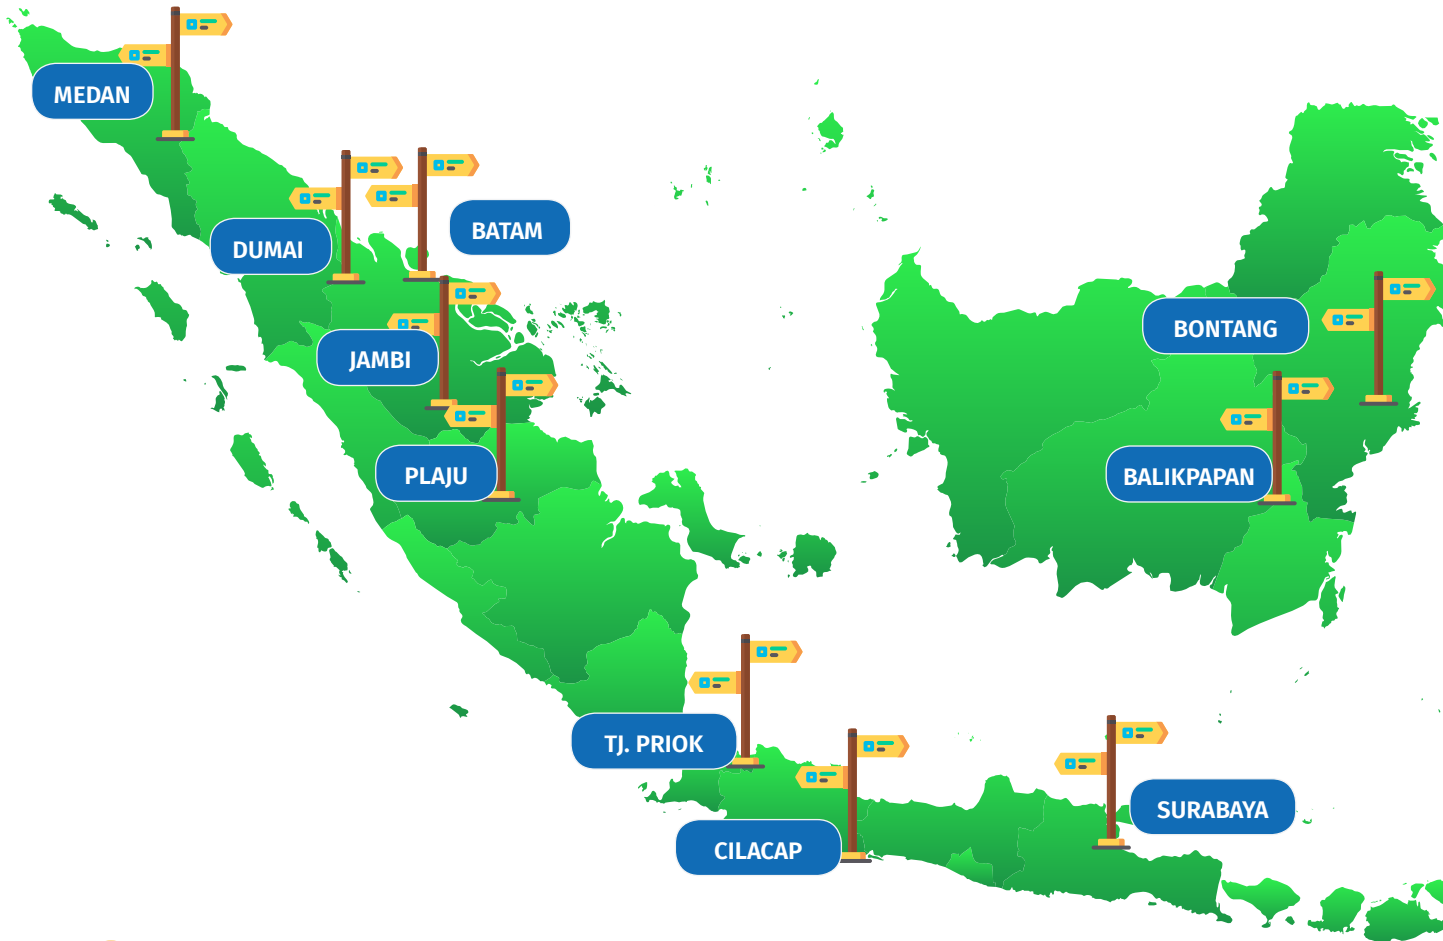 MEDAN
BATAM
DUMAI
BONTANG
JAMBI
PLAJU
BALIKPAPAN
TJ. PRIOK
SURABAYA
CILACAP